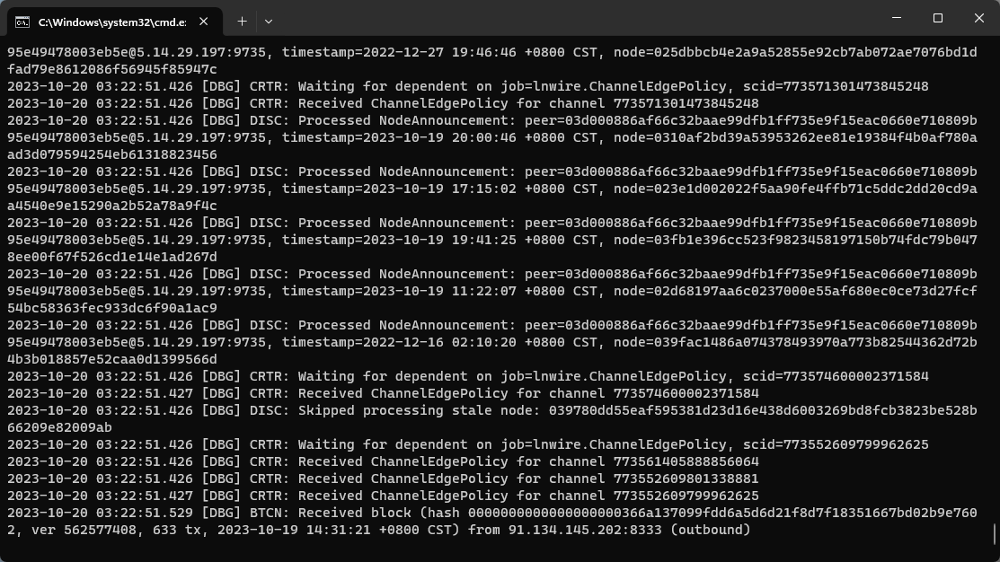 C:\Windows\system32\cmd.e:
95e49478003eb5e@5.14.29.197:9735, timestamp=2022-12-27 19:46:46 +0800 CST, node=025dbbcb4e2a9a52855e92cb7ab072ae7076bd1d
fad79e8612086f56945f85947c
2023-10-20 03:22:51.426 [DBG] CRTR: Waiting for dependent on job=lnwire.ChannelEdgePolicy, scid=773571301473845248
2023-10-20 03:22:51.426 [DBG] CRTR: Received ChannelEdgePolicy for channel 773571301473845248
2023-10-20 03:22:51.426 [DBG] DISC: Processed NodeAnnouncement: peer=03d000886af66c32baae99dfb1ff735e9f15eac0660e710809b
95e49478003eb5e@5.14.29.197:9735, timestamp=2023-10-19 20:00:46 +0800 CST, node=0310af2bd39a53953262ee81e19384f4b0af780a
ad3d079594254eb61318823456
2023-10-20 03:22:51.426 [DBG] DISC: Processed NodeAnnouncement: peer=03d000886af66c32baae99dfb1ff735e9f15eac0660e710809b
95e49478003eb5e@5.14.29.197:9735, timestamp=2023-10-19 17:15:02 +0800 CST, node=023e1d002022f5aa90fe4ffb71c5ddc2dd20cd9a
a4540e9e15290a2b52a78a9f4c
2023-10-20 03:22:51.426 [DBG] DISC: Processed NodeAnnouncement: peer=03d000886af66c32baae99dfb1ff735e9f15eac0660e710809b
95e49478003eb5e@5.14.29.197:9735, timestamp=2023-10-19 19:41:25 +0800 CST, node=03fb1e396cc523f9823458197150b74fdc79b047
8ee00f67f526cd1e14e1ad267d
2023-10-20 03:22:51.426 [DBG] DISC: Processed NodeAnnouncement: peer=03d000886af66c32baae99dfb1ff735e9f15eac0660e710809b
95e49478003eb5e@5.14.29.197:9735, timestamp=2023-10-19 11:22:07 +0800 CST, node=02d68197aa6c0237000e55af680ec0ce73d27fcf
54bc58363fec933dc6f90a1ac9
2023-10-20 03:22:51.426 [DBG] DISC: Processed NodeAnnouncement: peer=03d000886af66c32baae99dfb1ff735e9f15eac0660e710809b
95e49478003eb5e@5.14.29.197:9735, timestamp=2022-12-16 02:10:20 +0800 CST, node=039fac1486a074378493970a773b82544362d72b
4b3b018857e52caa0d1399566d
2023-10-20 03:22:51.426 [DBG] CRTR: Waiting for dependent on job=lnwire.ChannelEdgePolicy, scid=773574600002371584
2023-10-20 03:22:51.427 [DBG] CRTR: Received ChannelEdgePolicy for channel 773574600002371584
2023-10-20 03:22:51.426 [DBG] DISC: Skipped processing stale node: 039780dd55eaf595381d23d16e438d6003269bd8fcb3823be528b
66209e82009ab
2023-10-20 03:22:51.426 [DBG] CRTR: Waiting for dependent on job=lnwire.ChannelEdgePolicy, scid=773552609799962625
2023-10-20 03:22:51.426 [DBG] CRTR: Received ChannelEdgePolicy for channel 773561405888856064
2023-10-20 03:22:51.426 [DBG] CRTR: Received ChannelEdgePolicy for channel 773552609801338881
2023-10-20 03:22:51.427 [DBG] CRTR: Received ChannelEdgePolicy for channel 773552609799962625
2023-10-20 03:22:51.529 [DBG] BTCN: Received block (hash 0000000000000000000366a137099fdd6a5d6d21f8d7f18351667bd02b9e760
2, ver 562577408, 633 tx, 2023-10-19 14:31:21 +0800 CST) from 91.134.145.202:8333 (outbound)